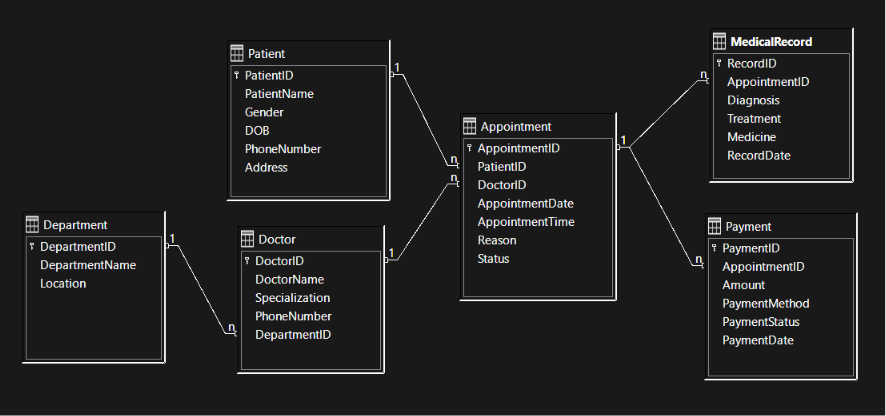 Patient
PatientID
PatientName
Gender
DOB
PhoneNumber
Address
1
n
Department
DepartmentID
DepartmentName
Location
1
n
Doctor
DoctorID
DoctorName
Specialization
PhoneNumber
DepartmentID
1
n
Appointment
AppointmentID
PatientID
DoctorID
AppointmentDate
AppointmentTime
Reason
Status
1
n
n
MedicalRecord
RecordID
AppointmentID
Diagnosis
Treatment
Medicine
RecordDate
Payment
PaymentID
AppointmentID
Amount
PaymentMethod
PaymentStatus
PaymentDate